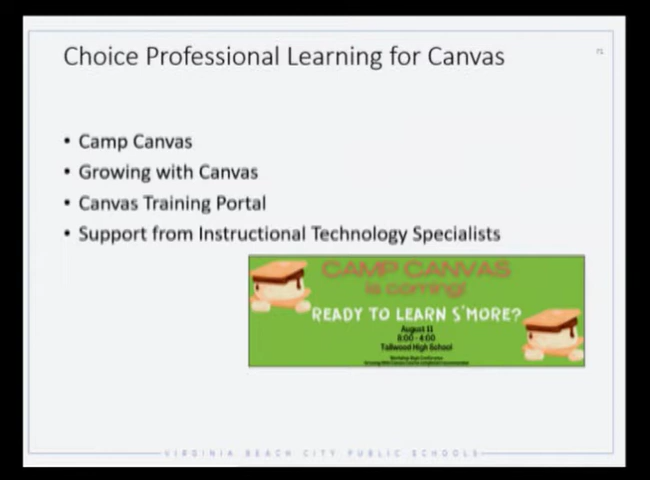 Choice Professional Learning for Canvas
71
• Camp Canvas
• Growing with Canvas
• Canvas Training Portal
• Support from Instructional Technology Specialists
CAMP CANVAS
is coming!
READY TO LEARN S'MORE?
August 11
8:00 - 4:00
Tallwood High School
VIRGINIA BEACH CITY PUBLIC SCHOOLS